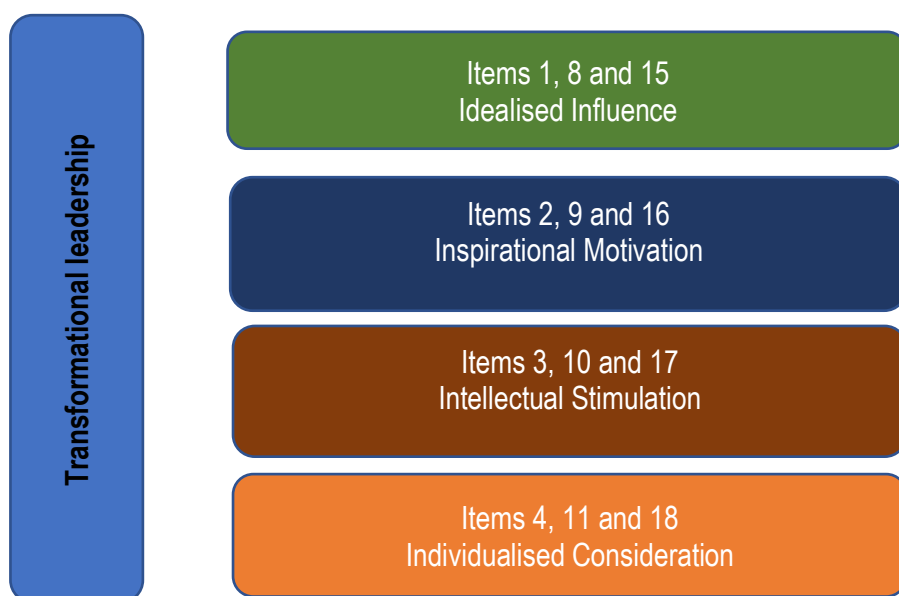 Transformational leadership
Items 1, 8 and 15
Idealised Influence
Items 2, 9 and 16
Inspirational Motivation
Items 3, 10 and 17
Intellectual Stimulation
Items 4, 11 and 18
Individualised Consideration